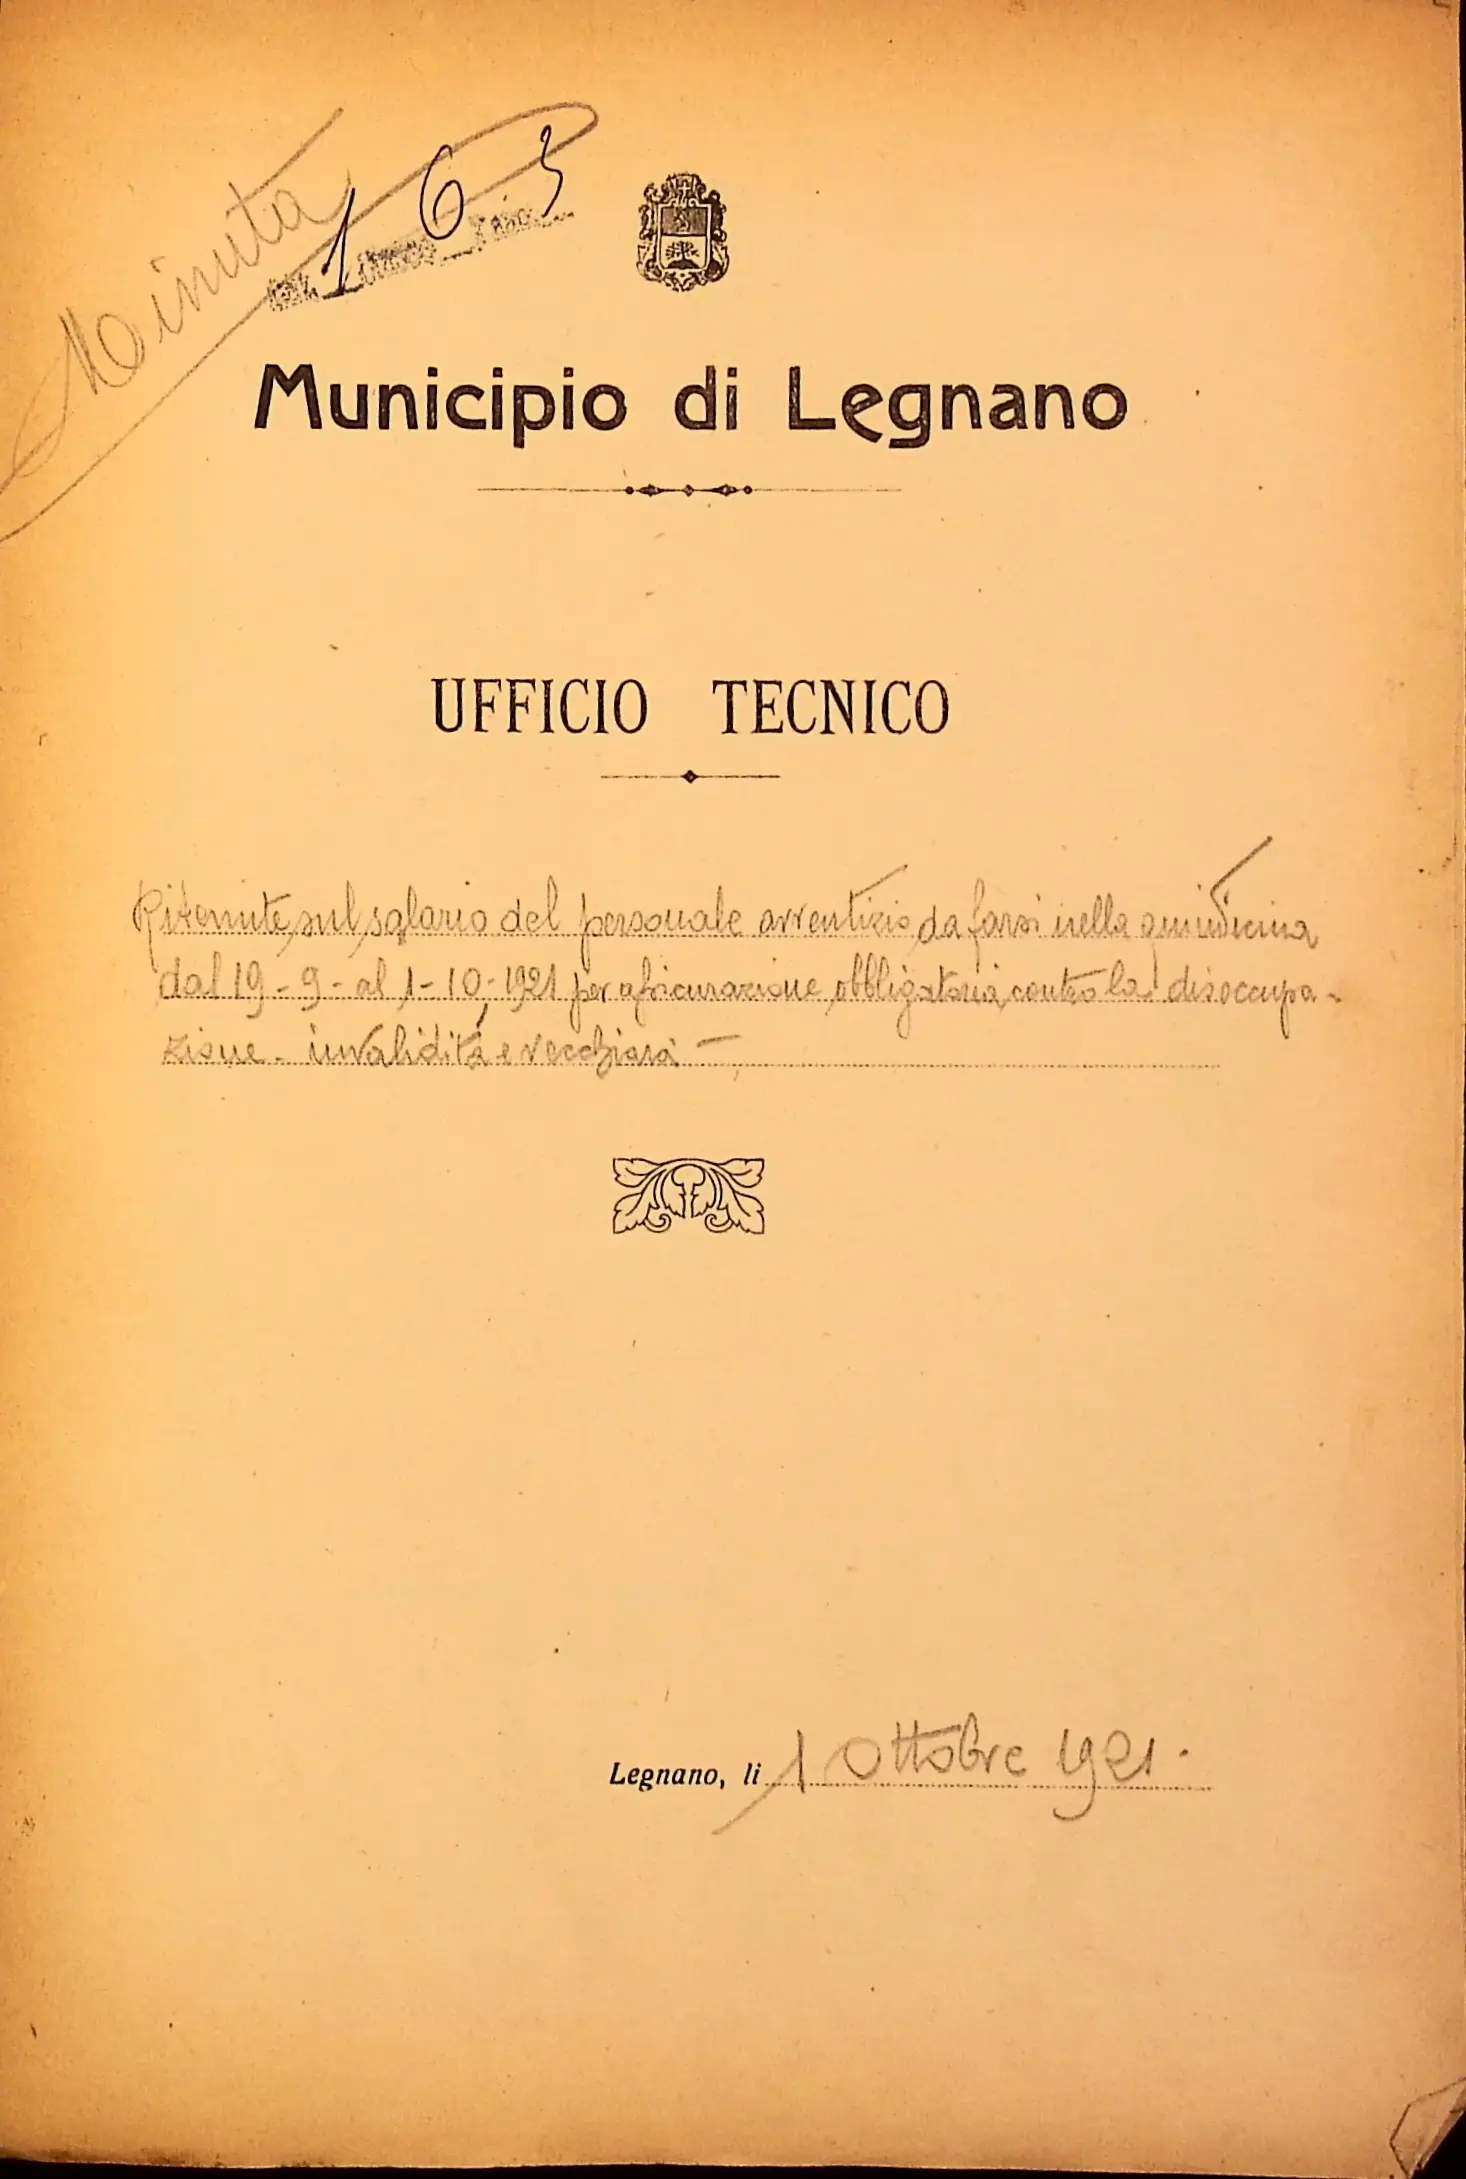 Minuta
163
Municipio di Legnano
UFFICIO TECNICO
Ritenute sul salario del personale avventizio da farsi nella quindicina
dal 19-9- al 1-10-1921 per assicurazione obbligatoria contro la disoccupa-
zione - invalidità e vecchiaia -
Legnano, li 1 Ottobre 1921.